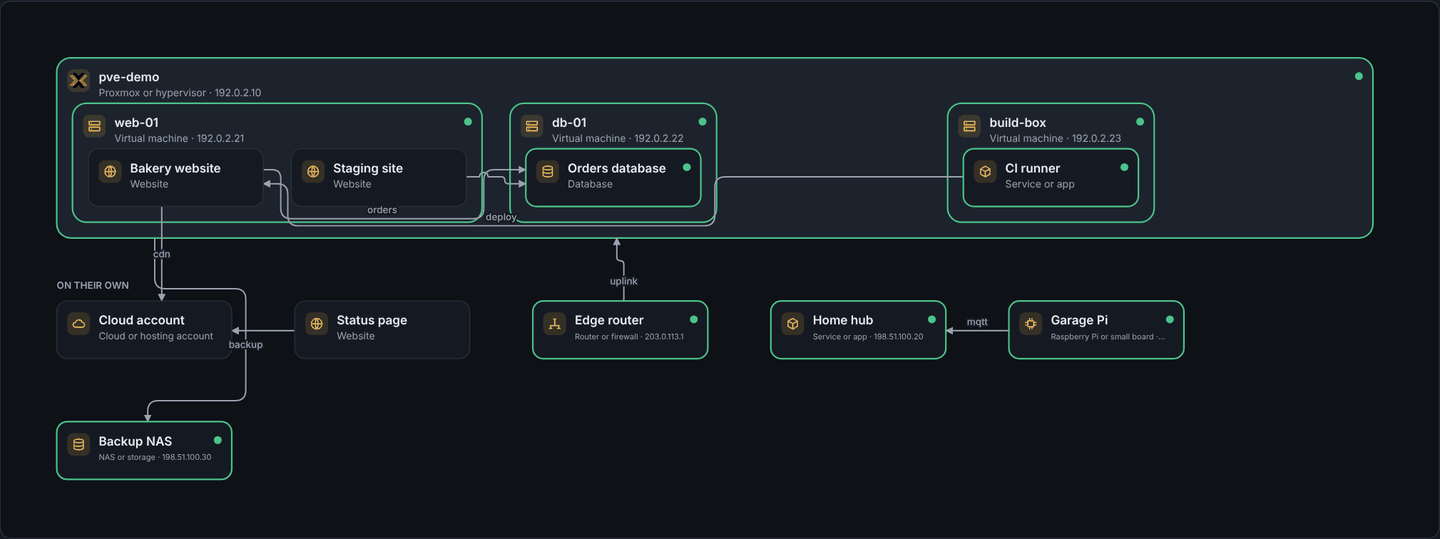 pve-demo
Proxmox or hypervisor · 192.0.2.10
web-01
Virtual machine · 192.0.2.21
Bakery website
Website
Staging site
Website
orders
db-01
Virtual machine · 192.0.2.22
Orders database
Database
deploy
build-box
Virtual machine · 192.0.2.23
CI runner
Service or app
cdn
uplink
ON THEIR OWN
Cloud account
Cloud or hosting account
backup
Status page
Website
Edge router
Router or firewall · 203.0.113.1
Home hub
Service or app · 198.51.100.20
mqtt
Garage Pi
Raspberry Pi or small board ·...
Backup NAS
NAS or storage · 198.51.100.30